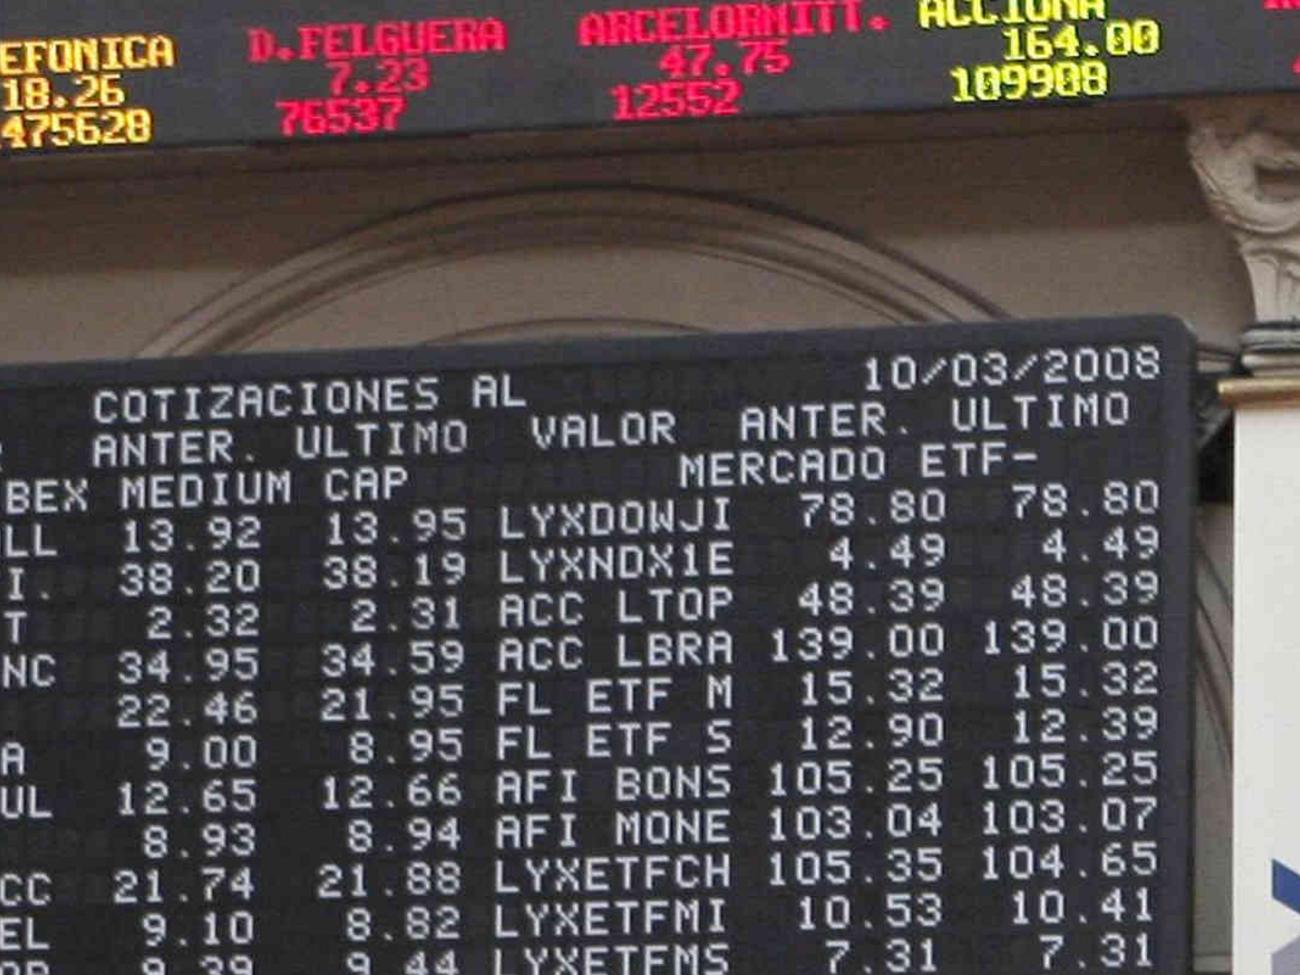 EFONICA D.FELGUERA ARCELORMITT. ACCIONA
18.26 7.23 47.75 164.00
475628 76537 12552 109908
COTIZACIONES AL 10/03/2008
ANTER. ULTIMO VALOR ANTER. ULTIMO
BEX MEDIUM CAP MERCADO ETF-
LL 13.92 13.95 LYXDOWJI 78.80 78.80
I. 38.20 38.19 LYXNDX1E 4.49 4.49
T 2.32 2.31 ACC LTOP 48.39 48.39
NC 34.95 34.59 ACC LBRA 139.00 139.00
22.46 21.95 FL ETF M 15.32 15.32
A 9.00 8.95 FL ETF S 12.90 12.39
UL 12.65 12.66 AFI BONS 105.25 105.25
8.93 8.94 AFI MONE 103.04 103.07
CC 21.74 21.88 LYXETFCH 105.35 104.65
EL 9.10 8.82 LYXETFMI 10.53 10.41
9.39 9.44 LYXETFMS 7.31 7.31